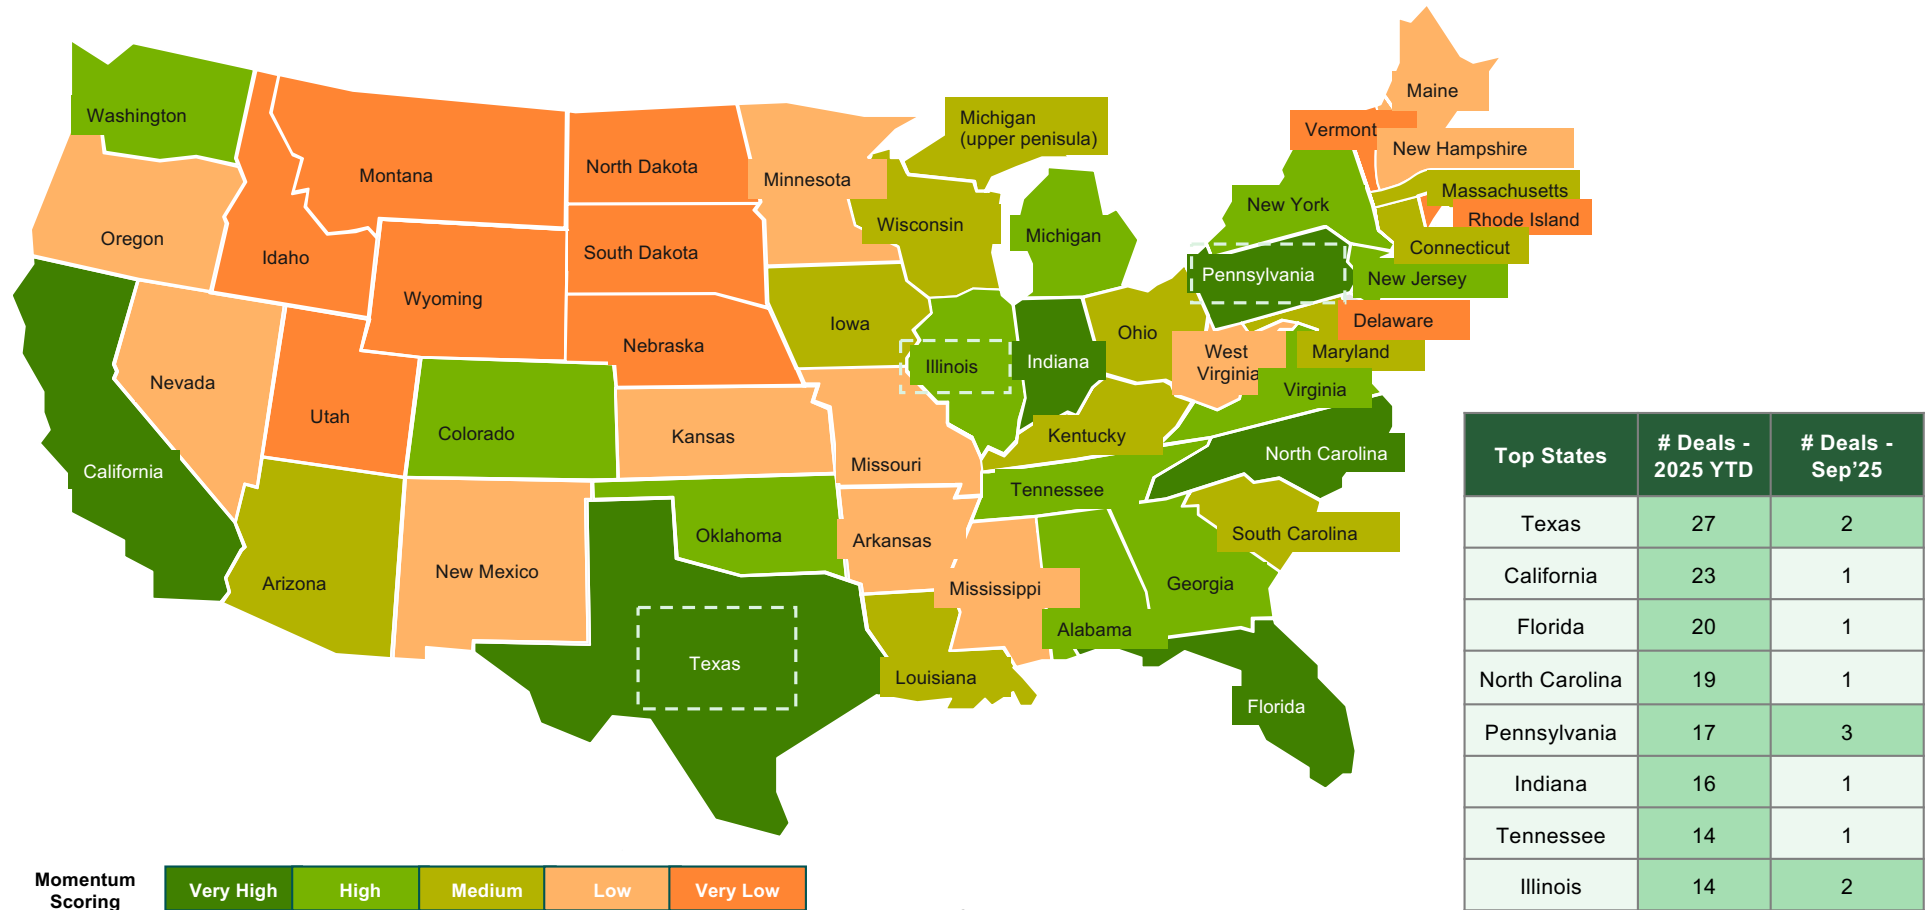 Maine
Michigan
(upper penisula)
Washington
Vermont
New Hampshire
North Dakota
Montana
Minnesota
Massachusetts
New York
Rhode Island
Wisconsin
Michigan
Oregon
Connecticut
South Dakota
Idaho
Pennsylvania
New Jersey
Wyoming
Delaware
Iowa
Ohio
Nebraska
West
Virginia
Maryland
Illinois
Indiana
Nevada
Virginia
Utah
Colorado
Kansas
Kentucky
North Carolina
Missouri
California
Tennessee
South Carolina
Oklahoma
Arkansas
New Mexico
Arizona
Georgia
Mississippi
Alabama
Texas
Louisiana
Florida
Top States # Deals - 2025 YTD # Deals - Sep’25
Texas 27 2
California 23 1
Florida 20 1
North Carolina 19 1
Pennsylvania 17 3
Indiana 16 1
Tennessee 14 1
Illinois 14 2
Momentum
Scoring
Very High High Medium Low Very Low